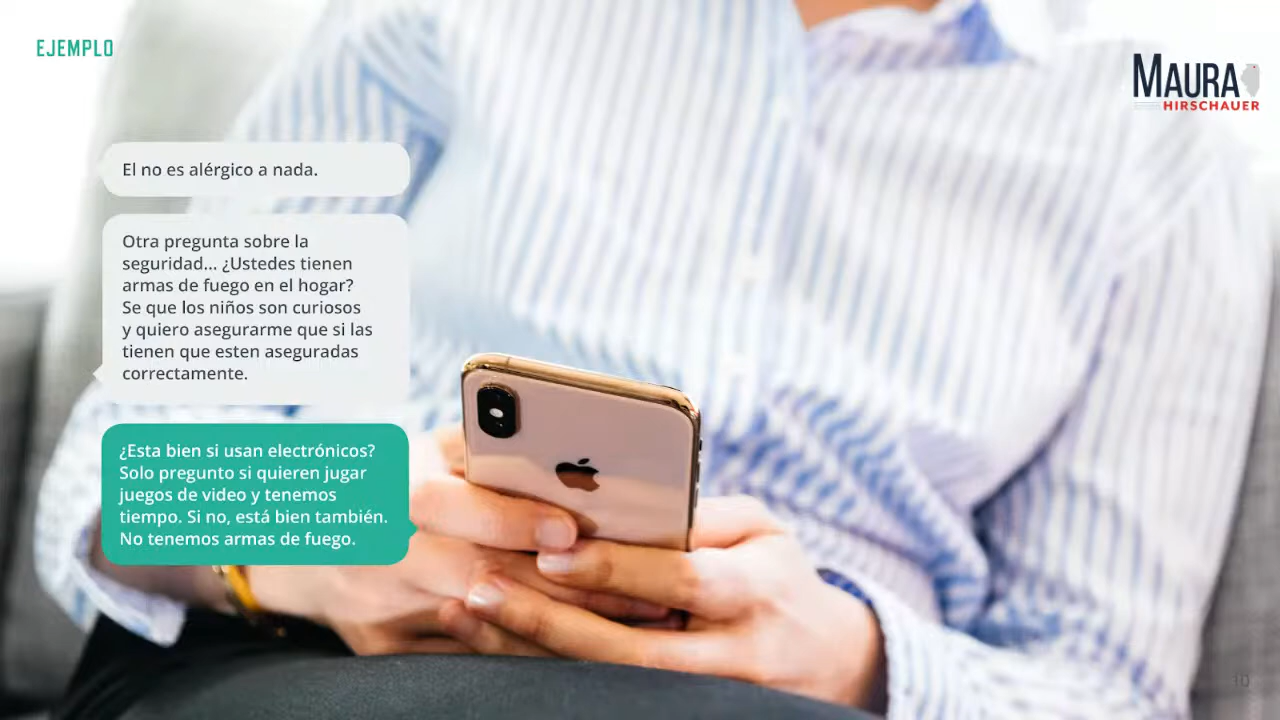 EJEMPLO
MAURA
HIRSCHAUER
El no es alérgico a nada.
Otra pregunta sobre la
seguridad... ¿Ustedes tienen
armas de fuego en el hogar?
Se que los niños son curiosos
y quiero asegurarme que si las
tienen que esten aseguradas
correctamente.
¿Esta bien si usan electrónicos?
Solo pregunto si quieren jugar
juegos de video y tenemos
tiempo. Si no, está bien también.
No tenemos armas de fuego.
10